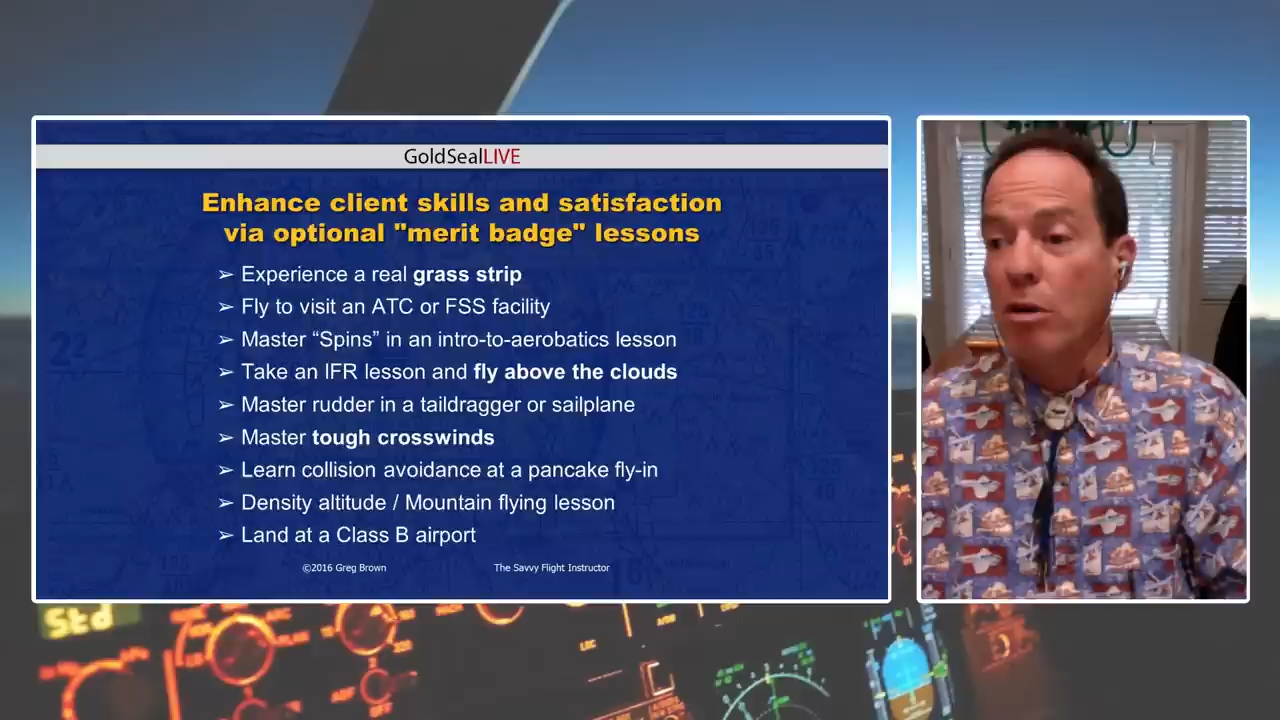 GoldSealLIVE
Enhance client skills and satisfaction
via optional "merit badge" lessons
➢ Experience a real grass strip
➢ Fly to visit an ATC or FSS facility
➢ Master “Spins” in an intro-to-aerobatics lesson
➢ Take an IFR lesson and fly above the clouds
➢ Master rudder in a taildragger or sailplane
➢ Master tough crosswinds
➢ Learn collision avoidance at a pancake fly-in
➢ Density altitude / Mountain flying lesson
➢ Land at a Class B airport
©2016 Greg Brown The Savvy Flight Instructor
Std
LRC
ADF
OFF